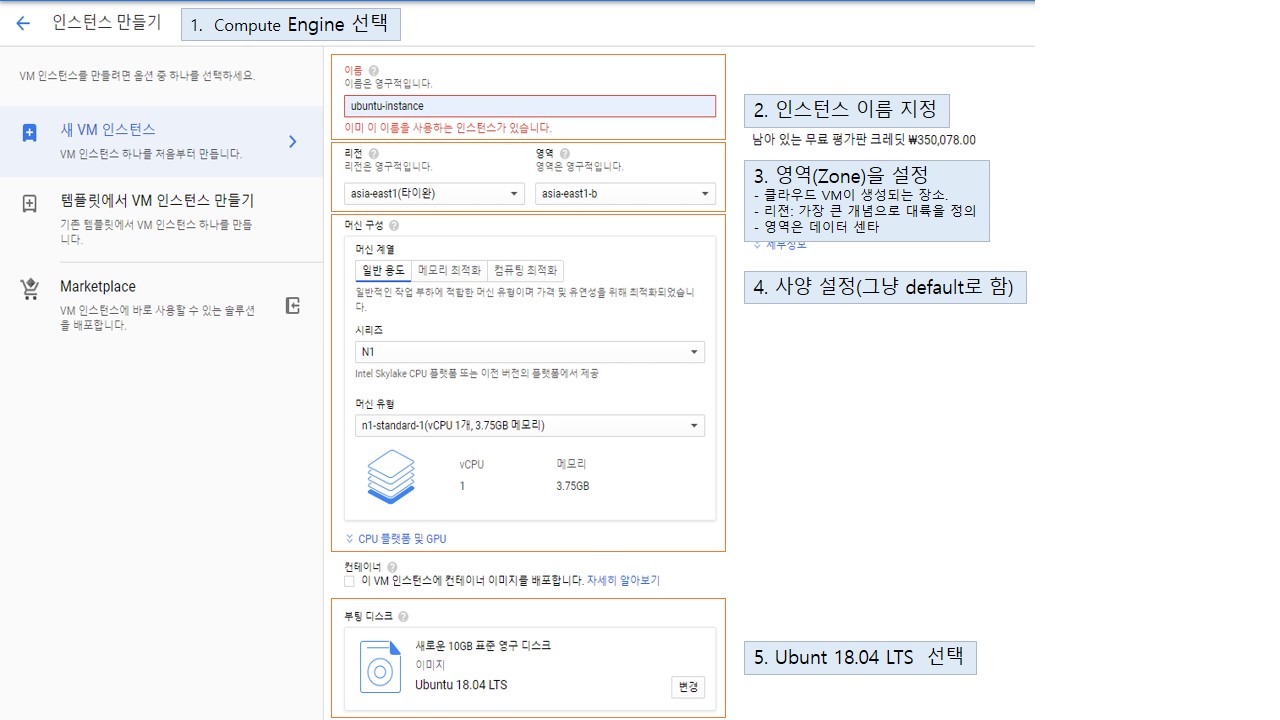 인스턴스 만들기
1. Compute Engine 선택
VM 인스턴스를 만들려면 옵션 중 하나를 선택하세요.
새 VM 인스턴스
VM 인스턴스 하나를 처음부터 만듭니다.
템플릿에서 VM 인스턴스 만들기
기존 템플릿에서 VM 인스턴스 하나를 만듭
니다.
Marketplace
VM 인스턴스에 바로 사용할 수 있는 솔루션
을 배포합니다.
이름
이름은 영구적입니다.
ubuntu-instance
이미 이 이름을 사용하는 인스턴스가 있습니다.
리전
리전은 영구적입니다.
asia-east1(타이완)
영역
영역은 영구적입니다.
asia-east1-b
머신 구성
머신 계열
일반 용도 메모리 최적화 컴퓨팅 최적화
일반적인 작업 부하에 적합한 머신 유형이며 가격 및 유연성을 위해 최적화되었습니
다.
시리즈
N1
Intel Skylake CPU 플랫폼 또는 이전 버전의 플랫폼에서 제공
머신 유형
n1-standard-1(vCPU 1개, 3.75GB 메모리)
vCPU 메모리
1 3.75GB
CPU 플랫폼 및 GPU
컨테이너
이 VM 인스턴스에 컨테이너 이미지를 배포합니다. 자세히 알아보기
부팅 디스크
새로운 10GB 표준 영구 디스크
이미지
Ubuntu 18.04 LTS
변경
2. 인스턴스 이름 지정
남아 있는 무료 평가판 크레딧 ₩350,078.00
3. 영역(Zone)을 설정
- 클라우드 VM이 생성되는 장소.
- 리전: 가장 큰 개념으로 대륙을 정의
- 영역은 데이터 센타
세부정보
4. 사양 설정(그냥 default로 함)
5. Ubunt 18.04 LTS 선택